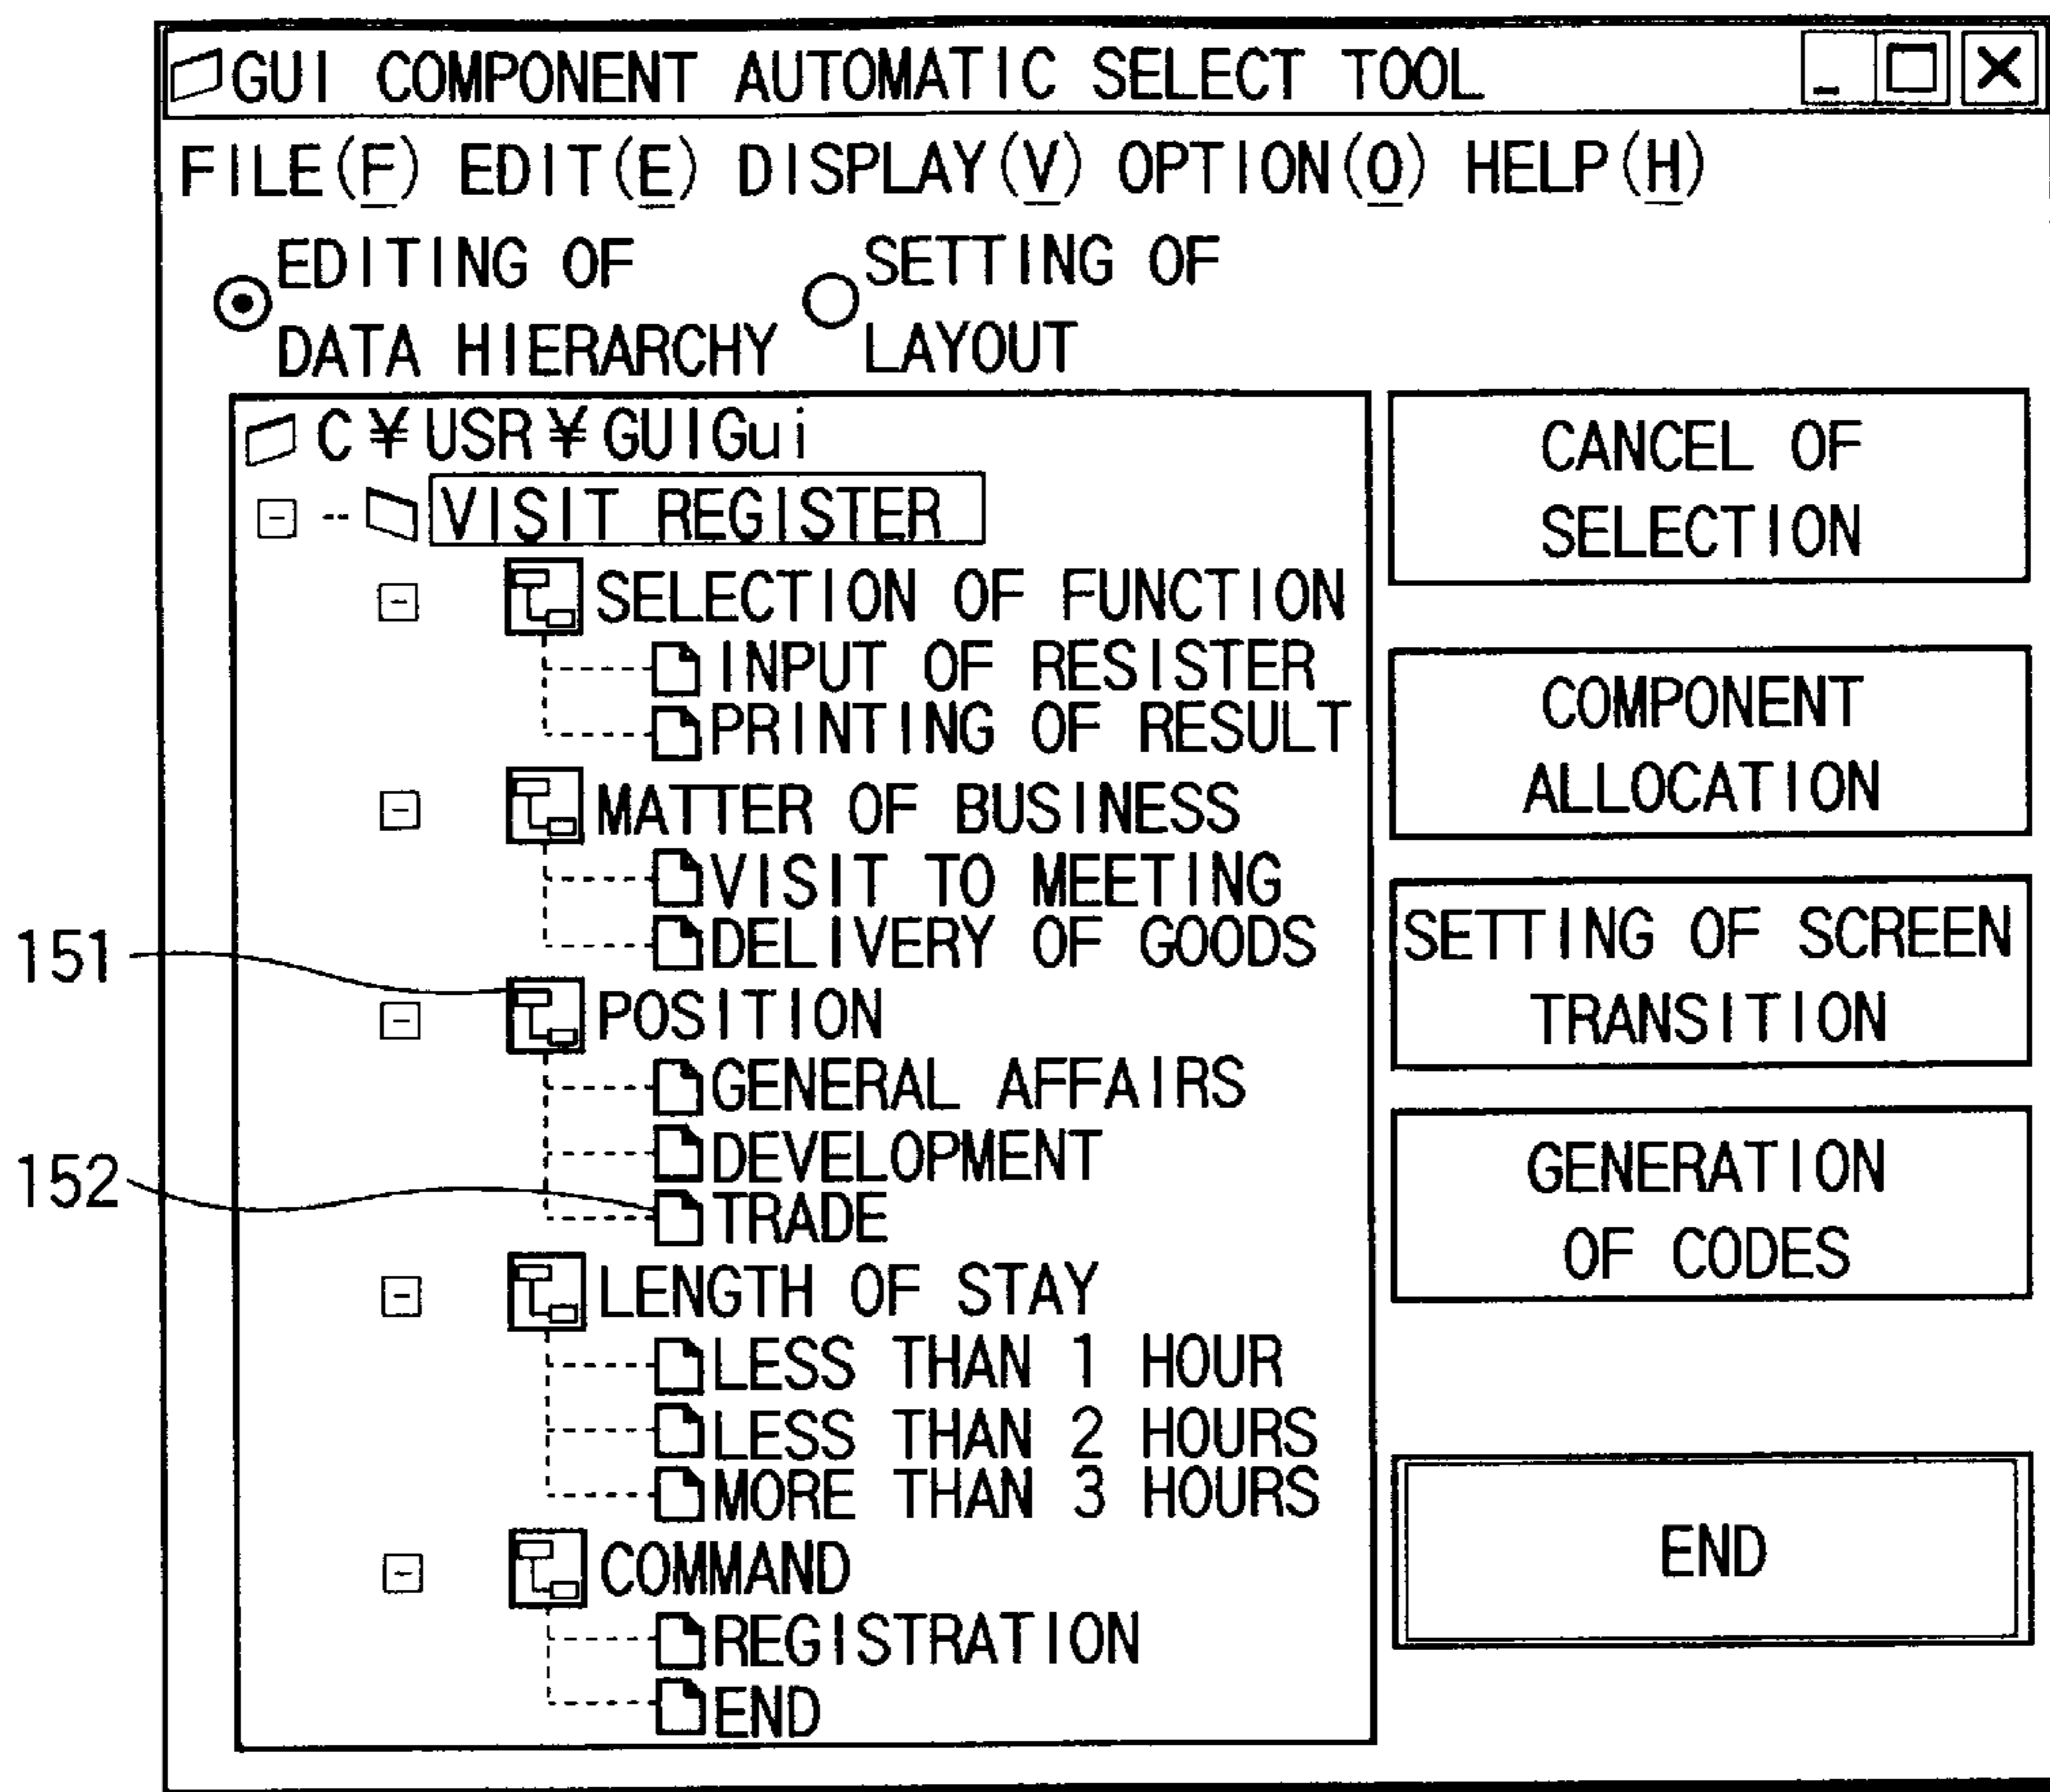 GUI COMPONENT AUTOMATIC SELECT TOOL
FILE(F) EDIT(E) DISPLAY(V) OPTION(O) HELP(H)
EDITING OF
DATA HIERARCHY
SETTING OF
LAYOUT
C¥USR¥GUIGui
VISIT REGISTER
SELECTION OF FUNCTION
INPUT OF RESISTER
PRINTING OF RESULT
MATTER OF BUSINESS
VISIT TO MEETING
DELIVERY OF GOODS
151
POSITION
GENERAL AFFAIRS
DEVELOPMENT
152
TRADE
LENGTH OF STAY
LESS THAN 1 HOUR
LESS THAN 2 HOURS
MORE THAN 3 HOURS
COMMAND
REGISTRATION
END
CANCEL OF
SELECTION
COMPONENT
ALLOCATION
SETTING OF SCREEN
TRANSITION
GENERATION
OF CODES
END